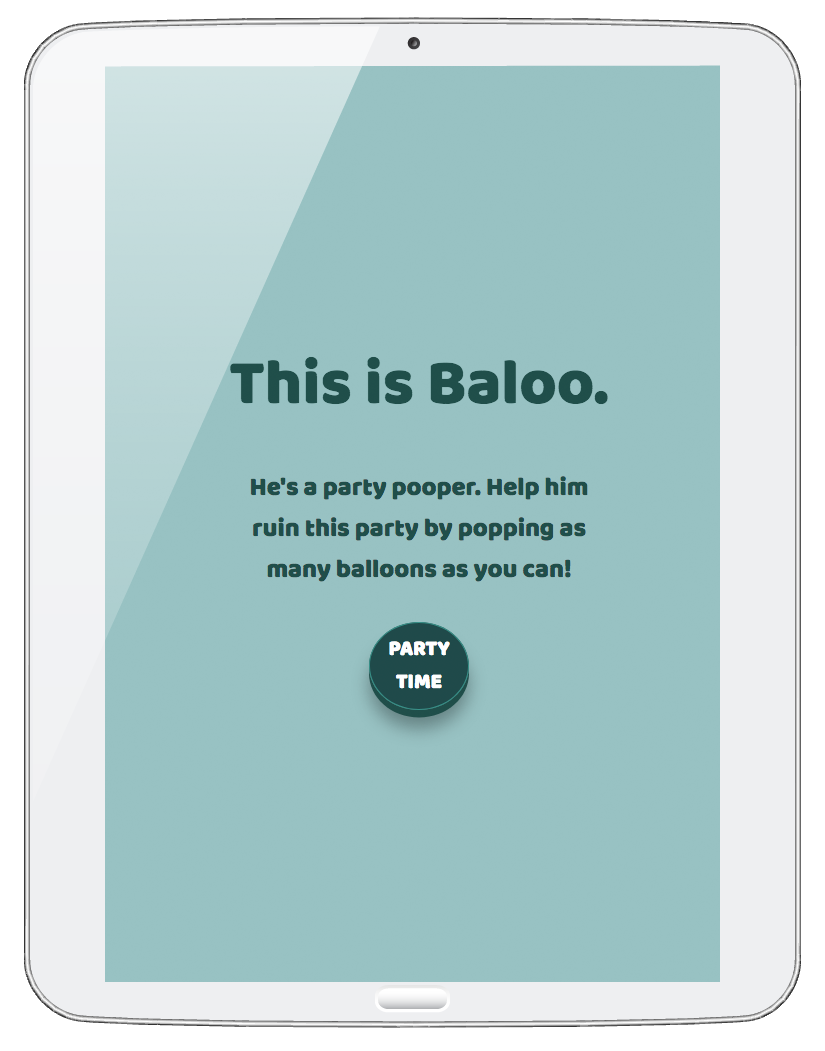 This is Baloo.
He's a party pooper. Help him
ruin this party by popping as
many balloons as you can!
PARTY
TIME